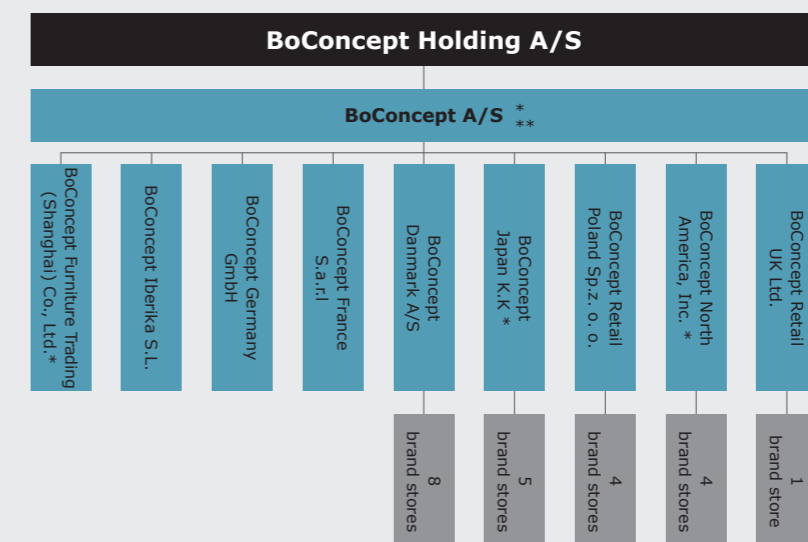 BoConcept Holding A/S
BoConcept A/S *
**
BoConcept Furniture Trading
(Shanghai) Co., Ltd.*
BoConcept Iberika S.L.
BoConcept Germany
GmbH
BoConcept France
S.a.r.l
BoConcept
Danmark A/S
BoConcept
Japan K.K *
BoConcept Retail
Poland Sp.z. o. o.
BoConcept North
America, Inc. *
BoConcept Retail
UK Ltd.
8
brand stores
5
brand stores
4
brand stores
4
brand stores
1
brand store